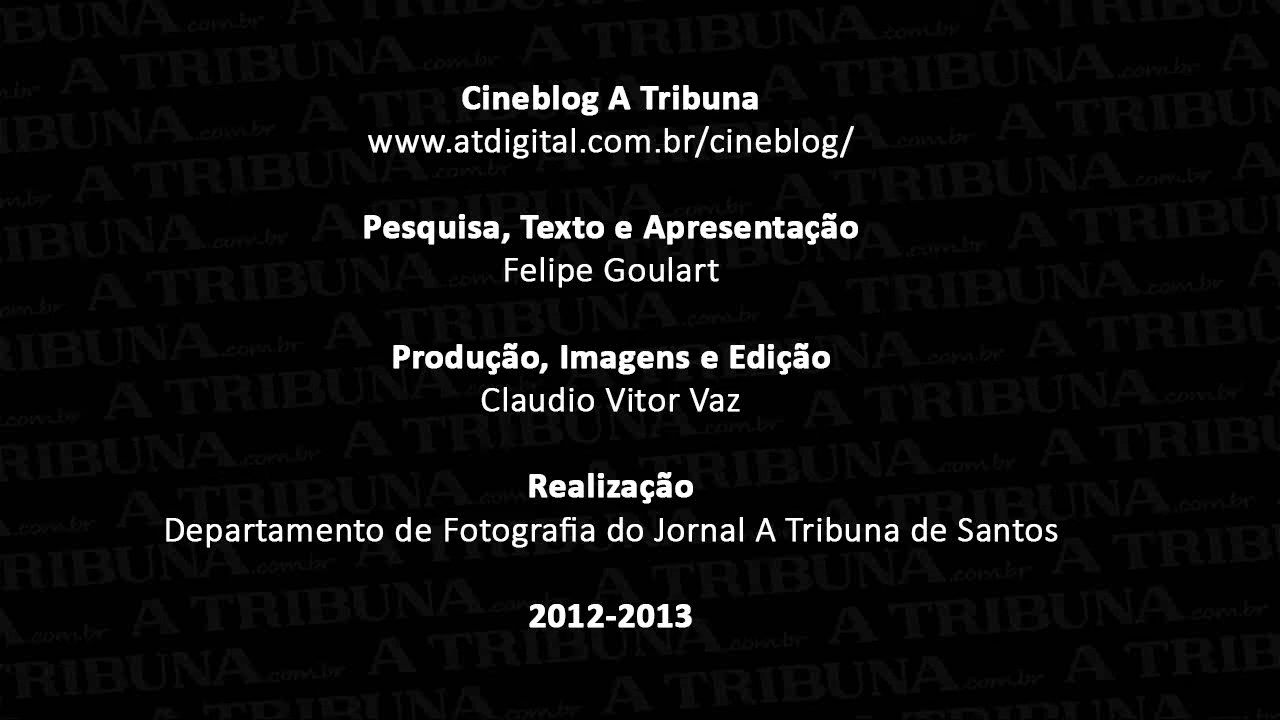 Cineblog A Tribuna
www.atdigital.com.br/cineblog/
Pesquisa, Texto e Apresentação
Felipe Goulart
Produção, Imagens e Edição
Claudio Vitor Vaz
Realização
Departamento de Fotografia do Jornal A Tribuna de Santos
2012-2013